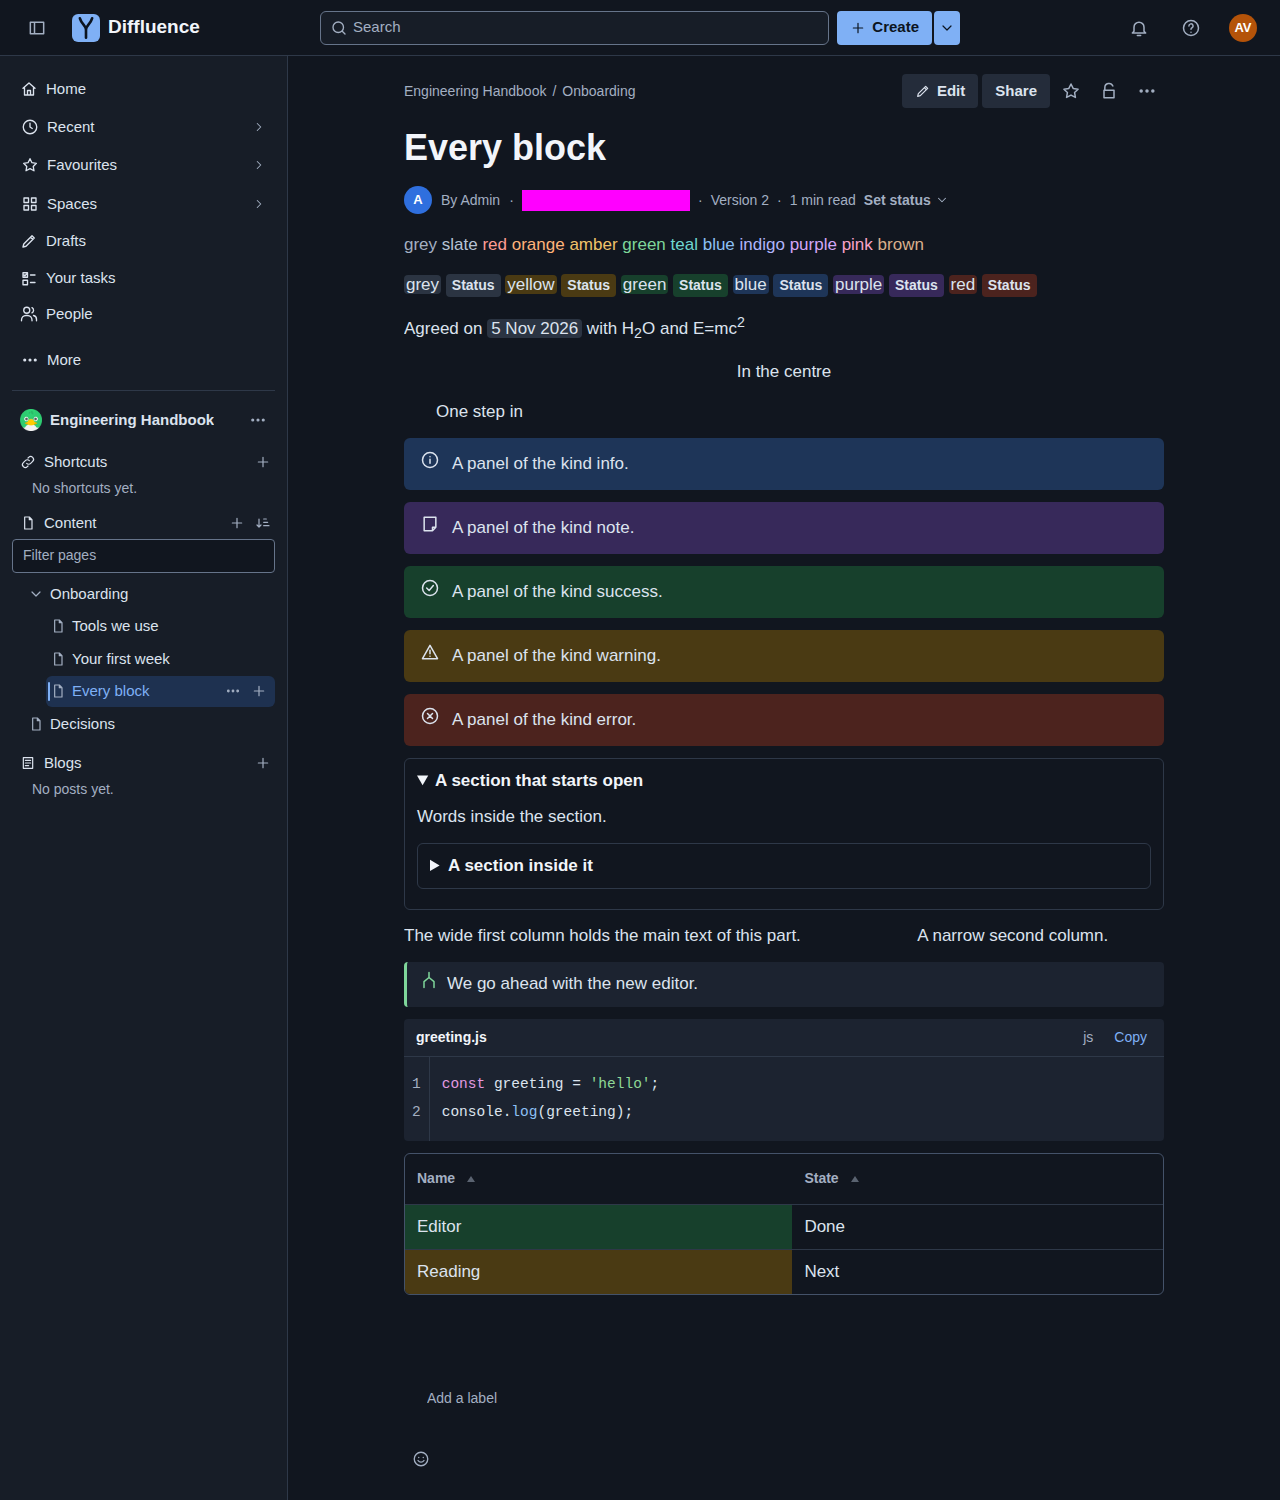 Diffluence
Search
Create
AV
Home
Recent
Favourites
Spaces
Drafts
Your tasks
People
More
Engineering Handbook
Shortcuts
No shortcuts yet.
Content
Filter pages
Onboarding
Tools we use
Your first week
Every block
Decisions
Blogs
No posts yet.
Engineering Handbook / Onboarding
Edit
Share
Every block
A By Admin · · Version 2 · 1 min read Set status
grey slate red orange amber green teal blue indigo purple pink brown
grey Status yellow Status green Status blue Status purple Status red Status
Agreed on 5 Nov 2026 with H2O and E=mc2
In the centre
One step in
A panel of the kind info.
A panel of the kind note.
A panel of the kind success.
A panel of the kind warning.
A panel of the kind error.
A section that starts open
Words inside the section.
A section inside it
The wide first column holds the main text of this part.
A narrow second column.
We go ahead with the new editor.
greeting.js js Copy
1 const greeting = 'hello';
2 console.log(greeting);
Name State
Editor Done
Reading Next
Add a label